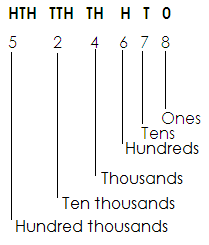 HTH TTH TH H T O
5 2 4 6 7 8
Ones
Tens
Hundreds
Thousands
Ten thousands
Hundred thousands